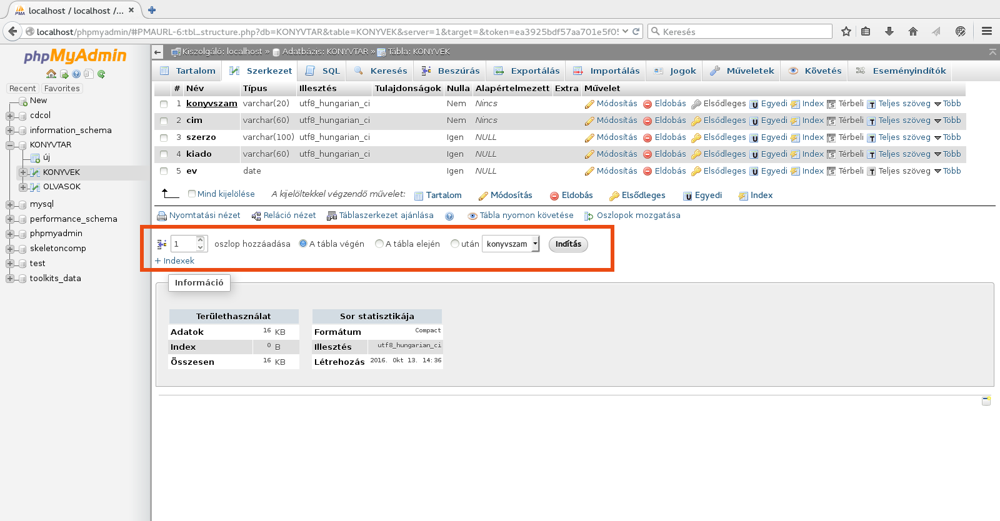 localhost / localhost /...
localhost/phpmyadmin/#PMAURL-6:tbl_structure.php?db=KONYVTAR&table=KONYVEK&server=1&target=&token=ea3925bdf57aa701e5f05
Keresés
phpMyAdmin
Recent Favorites
New
cdcol
information_schema
KONYVTAR
új
KONYVEK
OLVASOK
mysql
performance_schema
phpmyadmin
skeletoncomp
test
toolkits_data
Kiszolgáló: localhost » Adatbázis: KONYVTAR » Tábla: KONYVEK
Tartalom Szerkezet SQL Keresés Beszúrás Exportálás Importálás Jogok Műveletek Követés Eseményindítók
# Név Típus Illesztés Tulajdonságok Nulla Alapértelmezett Extra Művelet
1 konyvszam varchar(20) utf8_hungarian_ci Nem Nincs Módosítás Eldobás Elsődleges Egyedi Index Térbeli Teljes szöveg Több
2 cim varchar(60) utf8_hungarian_ci Nem Nincs Módosítás Eldobás Elsődleges Egyedi Index Térbeli Teljes szöveg Több
3 szerzo varchar(100) utf8_hungarian_ci Igen NULL Módosítás Eldobás Elsődleges Egyedi Index Térbeli Teljes szöveg Több
4 kiado varchar(60) utf8_hungarian_ci Igen NULL Módosítás Eldobás Elsődleges Egyedi Index Térbeli Teljes szöveg Több
5 ev date Igen NULL Módosítás Eldobás Elsődleges Egyedi Index Térbeli Teljes szöveg Több
Mind kijelölése A kijelöltekkel végzendő művelet: Tartalom Módosítás Eldobás Elsődleges Egyedi Index
Nyomtatási nézet Reláció nézet Táblaszerkezet ajánlása Tábla nyomon követése Oszlopok mozgatása
1 oszlop hozzáadása A tábla végén A tábla elején után konyvszam Indítás
+ Indexek
Információ
Területhasználat
Adatok 16 KB
Index 0 B
Összesen 16 KB
Sor statisztikája
Formátum Compact
Illesztés utf8_hungarian_ci
Létrehozás 2016. Okt 13. 14:36